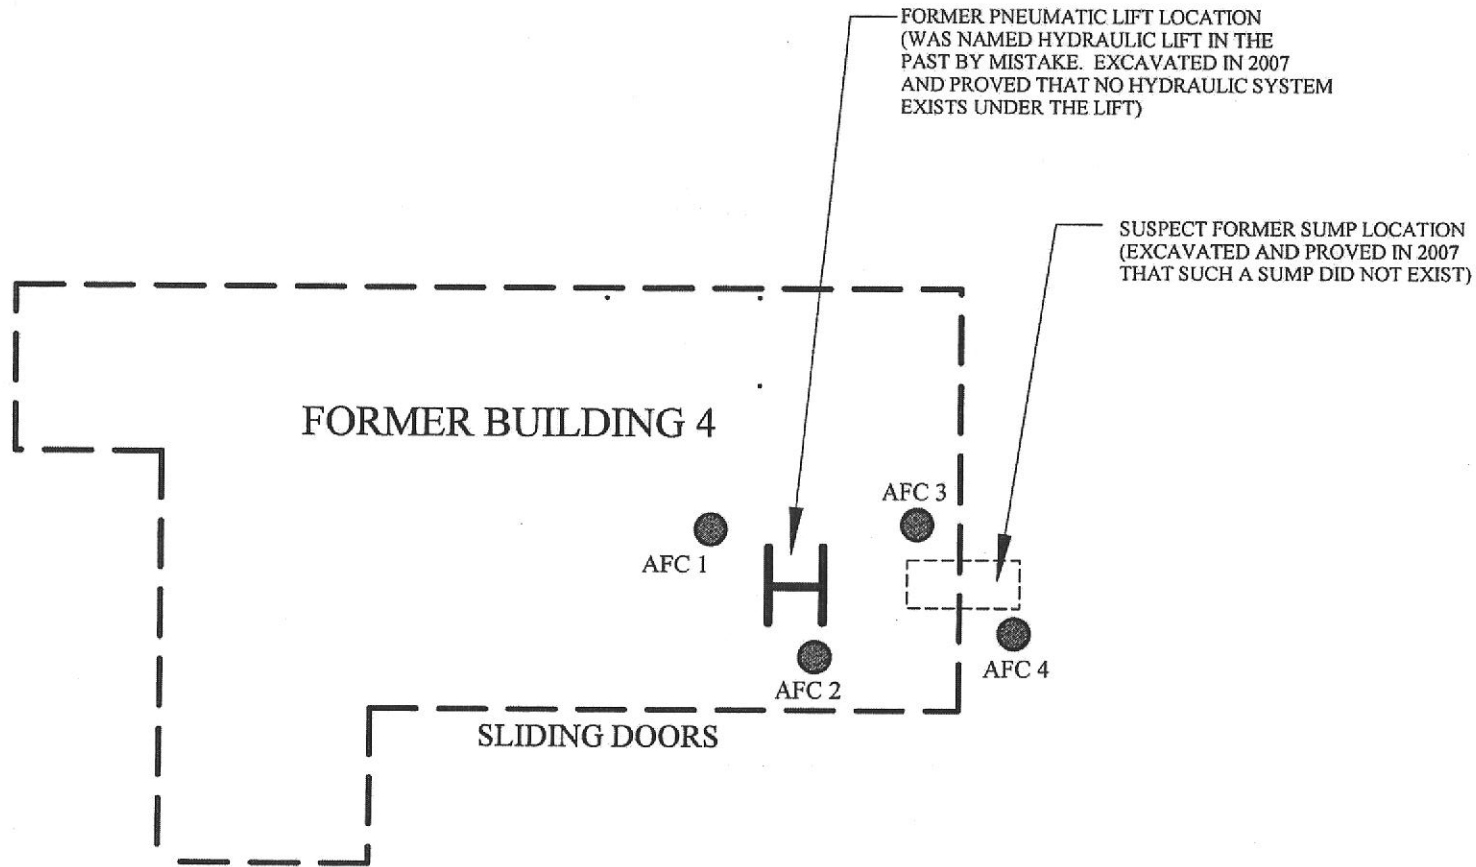 FORMER PNEUMATIC LIFT LOCATION
(WAS NAMED HYDRAULIC LIFT IN THE
PAST BY MISTAKE. EXCAVATED IN 2007
AND PROVED THAT NO HYDRAULIC SYSTEM
EXISTS UNDER THE LIFT)
SUSPECT FORMER SUMP LOCATION
(EXCAVATED AND PROVED IN 2007
THAT SUCH A SUMP DID NOT EXIST)
FORMER BUILDING 4
AFC 3
AFC 1
AFC 4
AFC 2
SLIDING DOORS